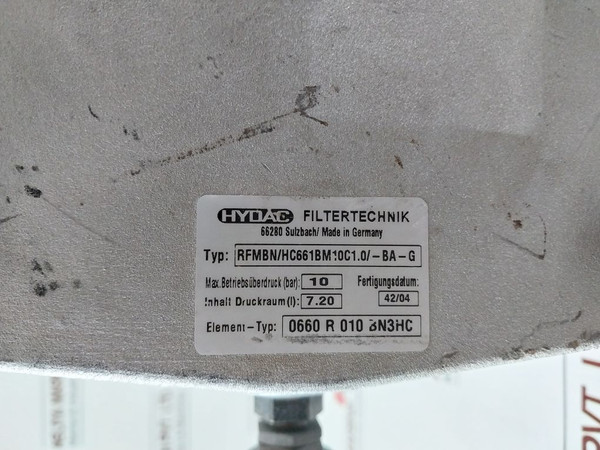 HYDAC FILTERTECHNIK
66280 Sulzbach/ Made in Germany
Typ: RFMBN/HC661BM10C1.0/-BA-G
Max.Betriebsüberdruck (bar): 10 Fertigungsdatum:
Inhalt Druckraum (l): 7.20 42/04
Element-Typ: 0660 R 010 BN3HC
PVT. L